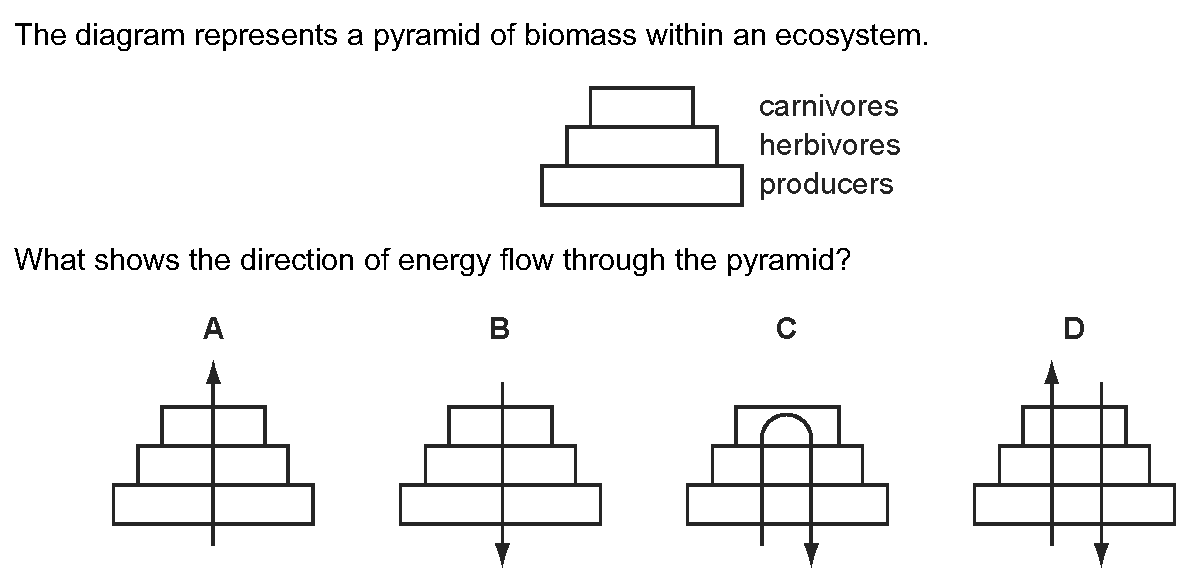 The diagram represents a pyramid of biomass within an ecosystem.
carnivores
herbivores
producers
What shows the direction of energy flow through the pyramid?
A B C D